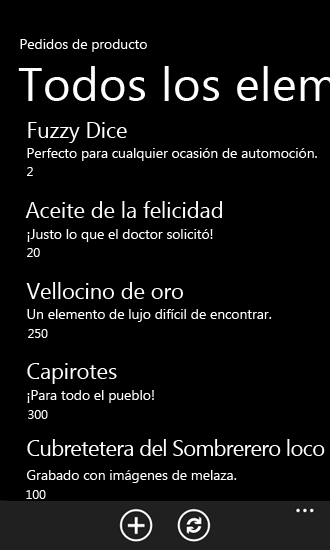 Pedidos de producto
Todos los elem
Fuzzy Dice
Perfecto para cualquier ocasión de automoción.
2
Aceite de la felicidad
¡Justo lo que el doctor solicitó!
20
Vellocino de oro
Un elemento de lujo difícil de encontrar.
250
Capirotes
¡Para todo el pueblo!
300
Cubretetera del Sombrerero loco
Grabado con imágenes de melaza.
100